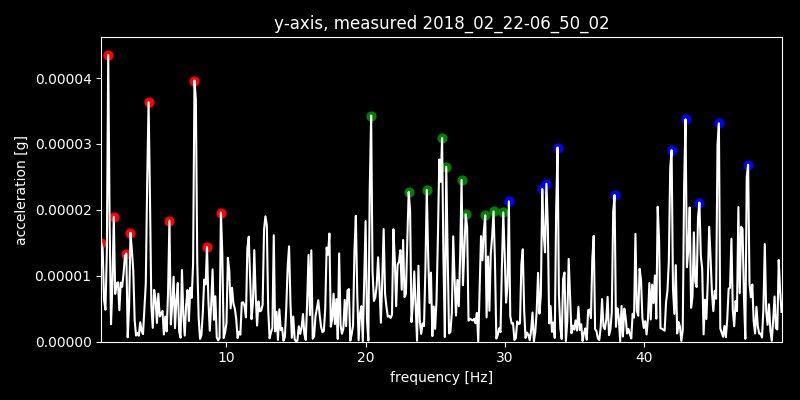 y-axis, measured 2018_02_22-06_50_02
acceleration [g]
0.00004
0.00003
0.00002
0.00001
0.00000
10 20 30 40
frequency [Hz]